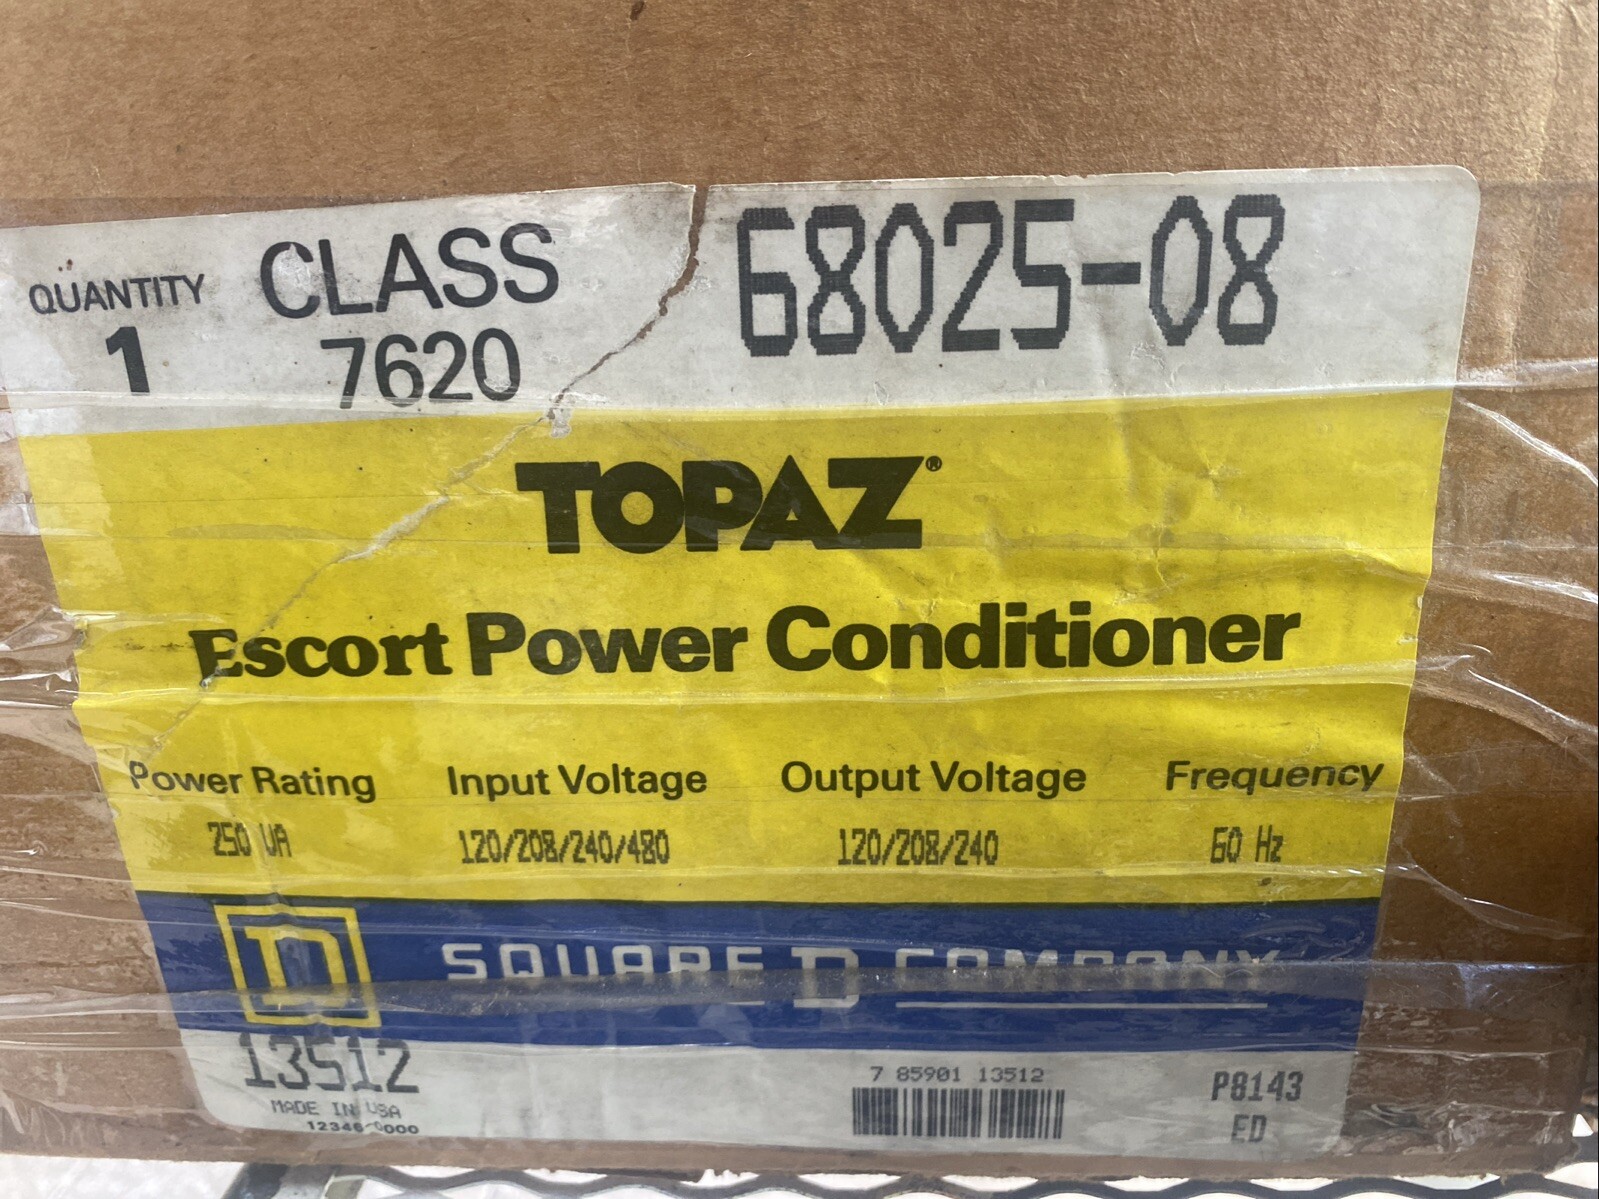 QUANTITY
1
CLASS
7620
68025-08
TOPAZ®
Escort Power Conditioner
Power Rating Input Voltage Output Voltage Frequency
250 VA 120/208/240/480 120/208/240 60 Hz
D SQUARE D COMPANY
13512
MADE IN USA
7 85901 13512
P8143
ED